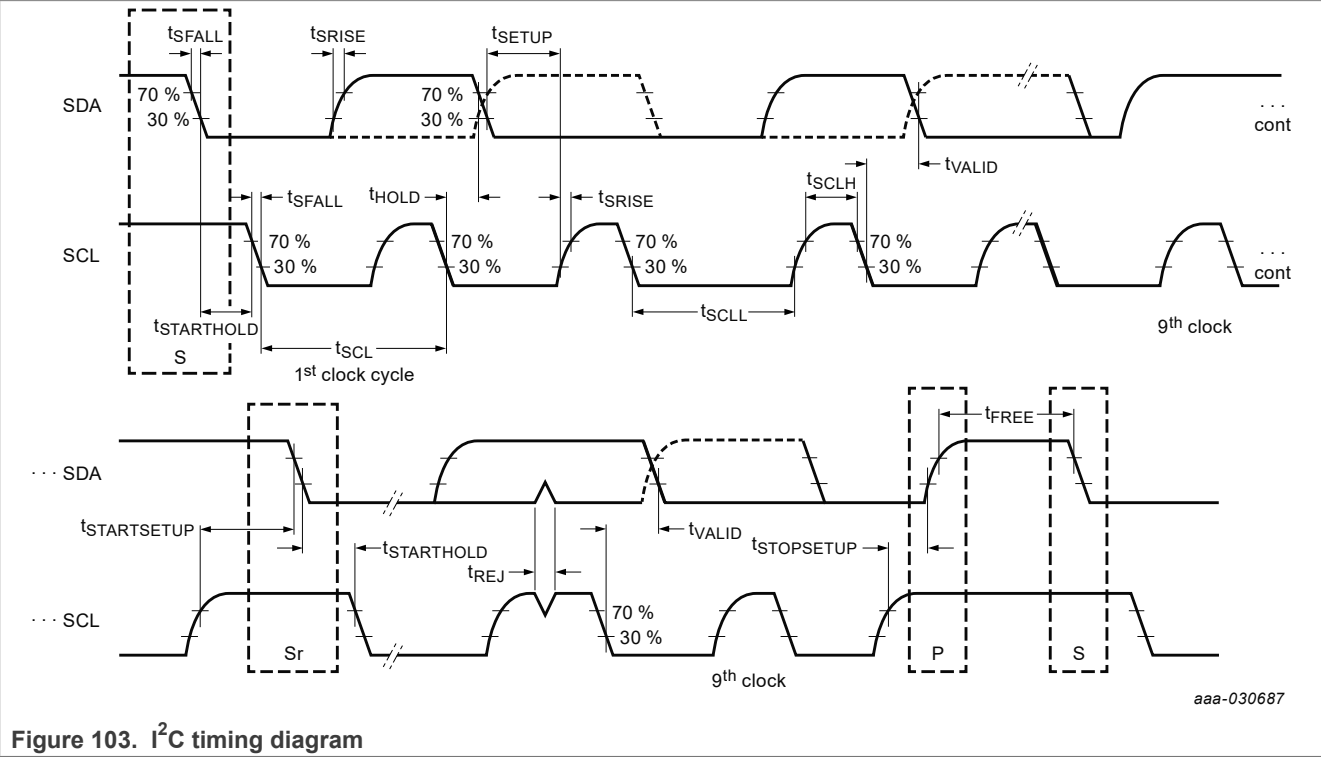 tSFALL tSRISE tSETUP
70 % 70 %
SDA 30 % 30 % · · ·
cont
tVALID
tSCLH
tSFALL tHOLD tSRISE
70 % 70 % 70 % 70 %
SCL 30 % 30 % 30 % 30 % · · ·
cont
tSCLL
tSTARTHOLD 9th clock
S tSCL
1st clock cycle
tFREE
· · · SDA
tSTARTSETUP tVALID
tSTARTHOLD tSTOPSETUP
tREJ
70 %
· · · SCL 30 %
Sr P S
9th clock
aaa-030687
Figure 103. I2C timing diagram